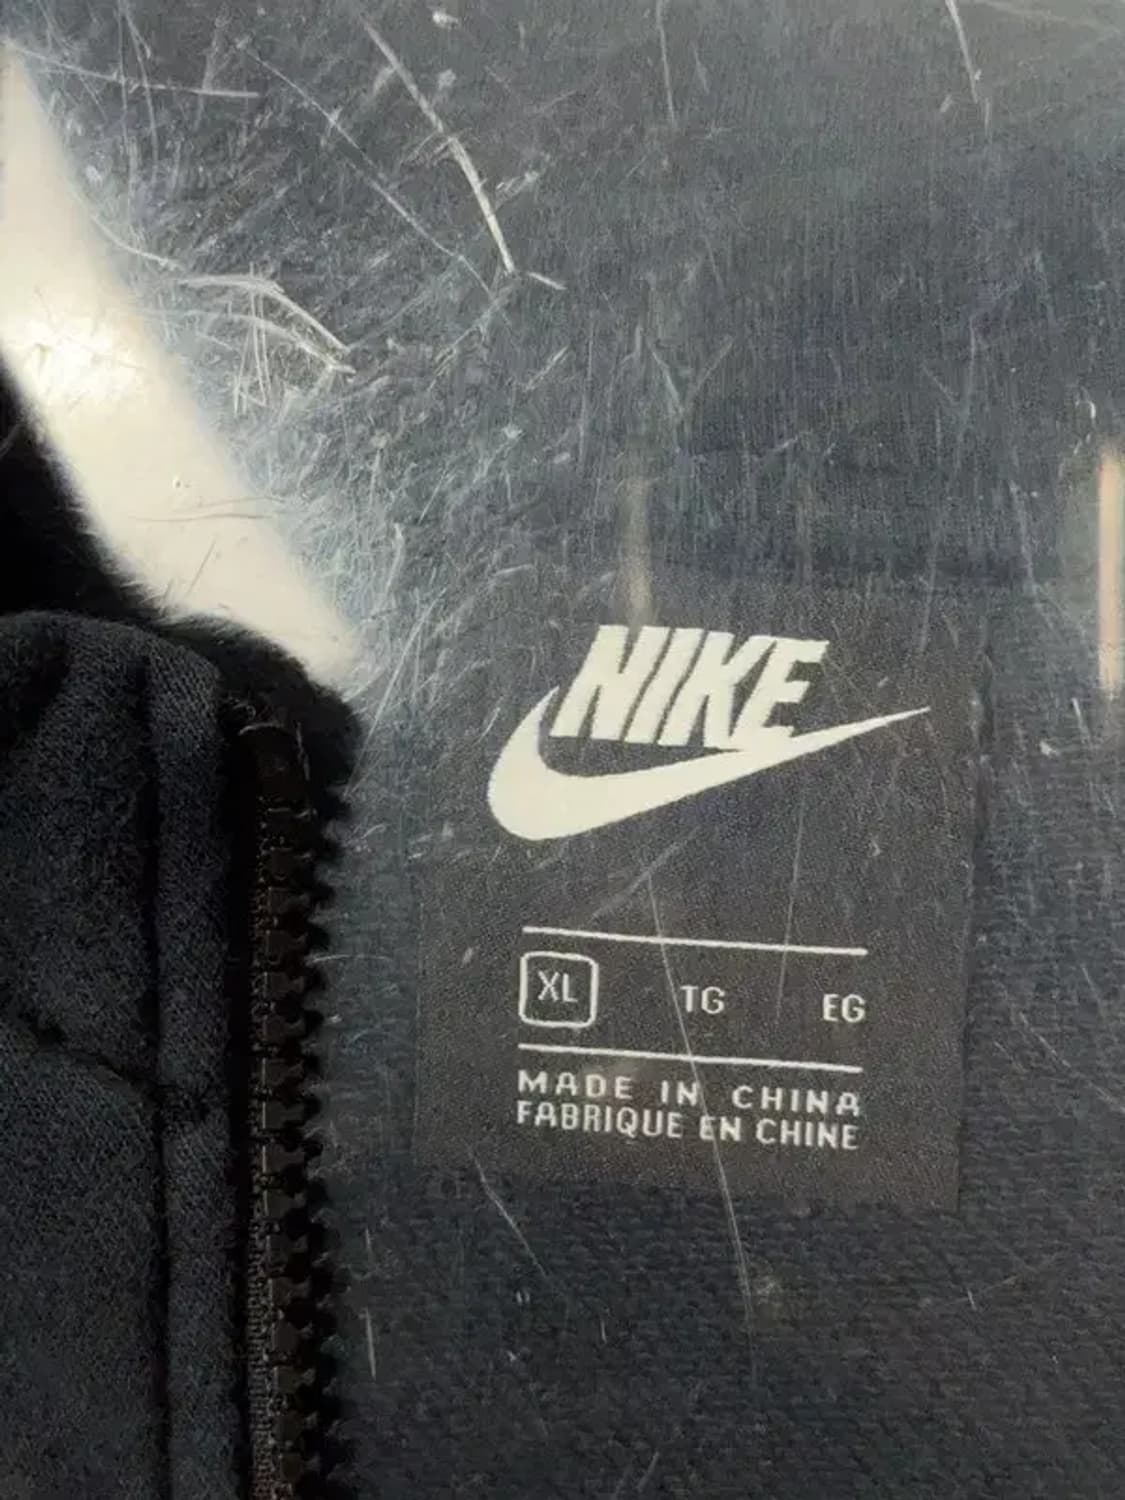 NIKE
XL TG EG
MADE IN CHINA
FABRIQUE EN CHINE